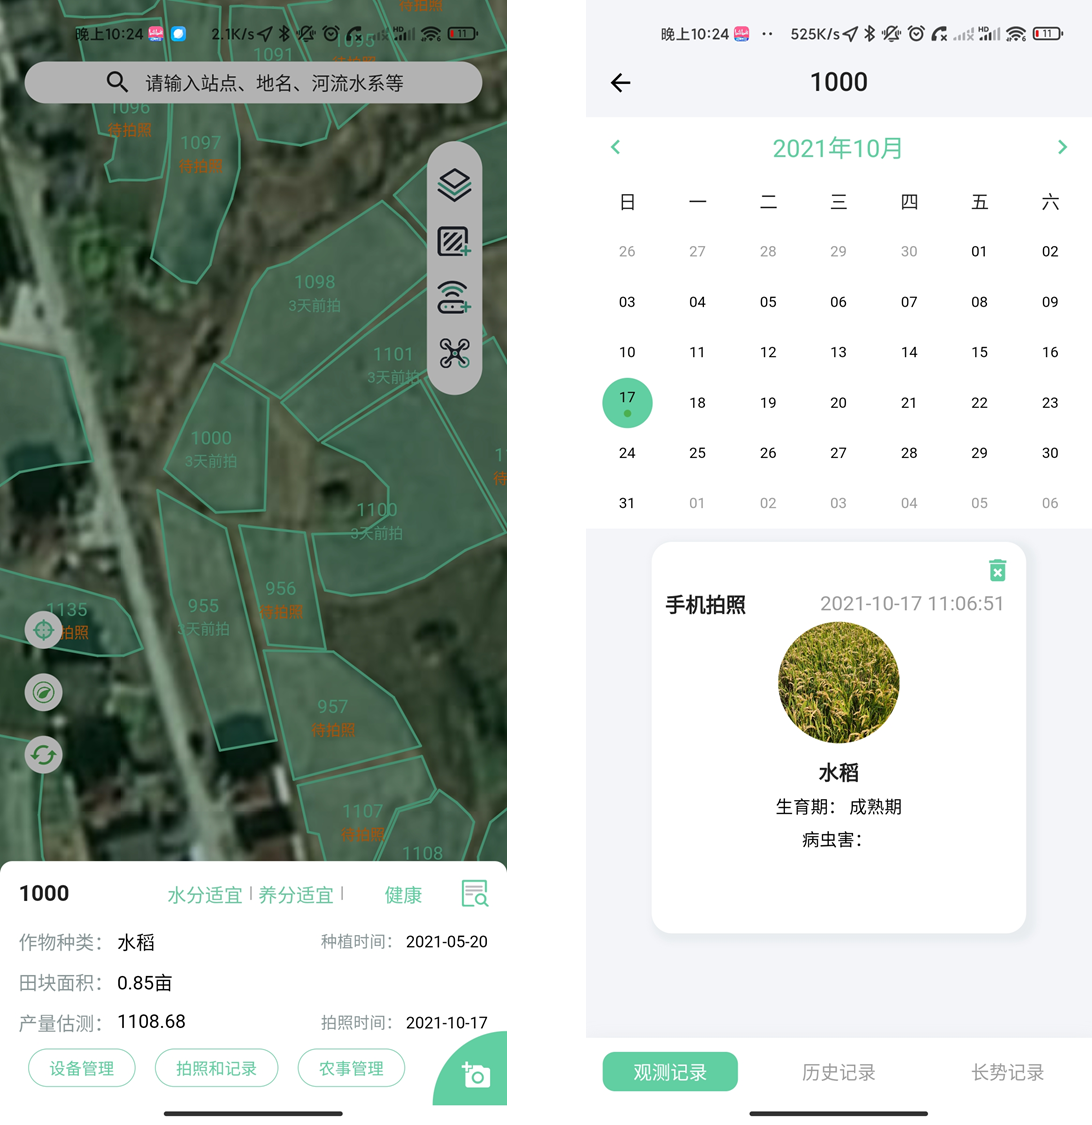 待拍照
晚上10:24 2.1K/s HD 11
1091
1095
待拍照
请输入站点、地名、河流水系等
1096
待拍照
1097
待拍照
1098
3天前拍
1101
3天前拍
1000
3天前拍
1100
3天前拍
956
待拍照
955
3天前拍
1135
拍照
957
待拍照
1107
待拍照
1108
1000 水分适宜 | 养分适宜 | 健康
作物种类： 水稻 种植时间： 2021-05-20
田块面积： 0.85亩
产量估测： 1108.68 拍照时间： 2021-10-17
设备管理 拍照和记录 农事管理
晚上10:24 525K/s HD 11
1000
2021年10月
日 一 二 三 四 五 六
26 27 28 29 30 01 02
03 04 05 06 07 08 09
10 11 12 13 14 15 16
17 18 19 20 21 22 23
24 25 26 27 28 29 30
31 01 02 03 04 05 06
手机拍照 2021-10-17 11:06:51
水稻
生育期： 成熟期
病虫害：
观测记录 历史记录 长势记录